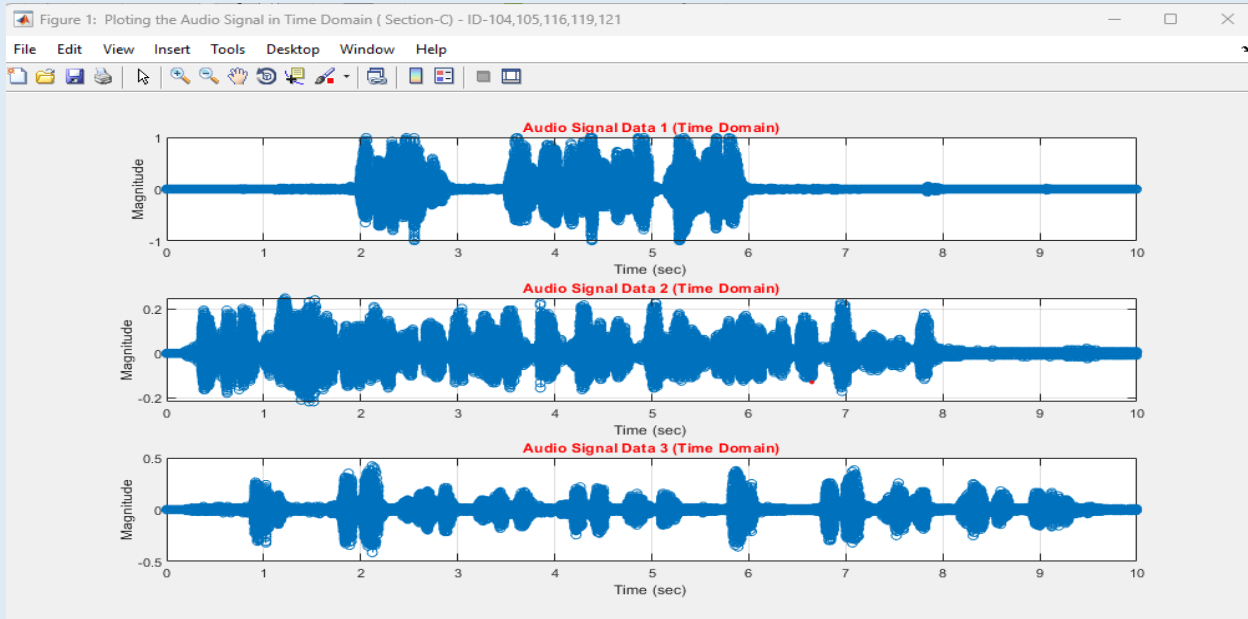 Figure 1: Ploting the Audio Signal in Time Domain ( Section-C) - ID-104,105,116,119,121
File Edit View Insert Tools Desktop Window Help
Audio Signal Data 1 (Time Domain)
1
0
-1
Magnitude
0 1 2 3 4 5 6 7 8 9 10
Time (sec)
Audio Signal Data 2 (Time Domain)
0.2
0
-0.2
Magnitude
0 1 2 3 4 5 6 7 8 9 10
Time (sec)
Audio Signal Data 3 (Time Domain)
0.5
0
-0.5
Magnitude
0 1 2 3 4 5 6 7 8 9 10
Time (sec)